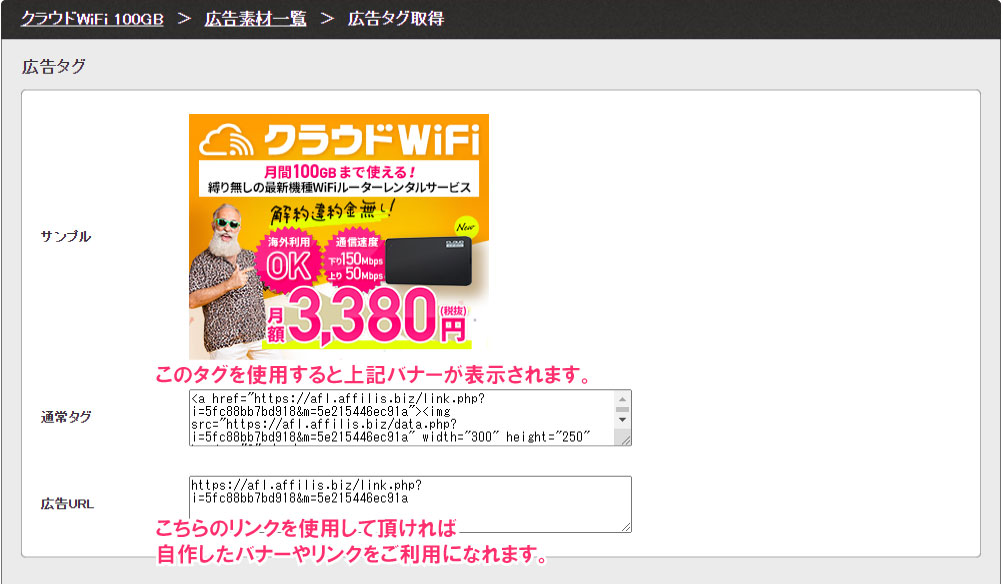 クラウドWiFi 100GB > 広告素材一覧 > 広告タグ取得
広告タグ
サンプル
クラウドWiFi
月間100GBまで使える!
縛り無しの最新機種WiFiルーターレンタルサービス
解約違約金無し!
New
海外利用
OK
通信速度
下り150Mbps
上り50Mbps
CLOUD
月額3,380円(税抜)
このタグを使用すると上記バナーが表示されます。
通常タグ
<a href="https://afl.affilis.biz/link.php?
i=5fc88bb7bd918&m=5e215446ec91a"><img
src="https://afl.affilis.biz/data.php?
i=5fc88bb7bd918&m=5e215446ec91a" width="300" height="250"
広告URL
https://afl.affilis.biz/link.php?
i=5fc88bb7bd918&m=5e215446ec91a
こちらのリンクを使用して頂ければ
自作したバナーやリンクをご利用になれます。